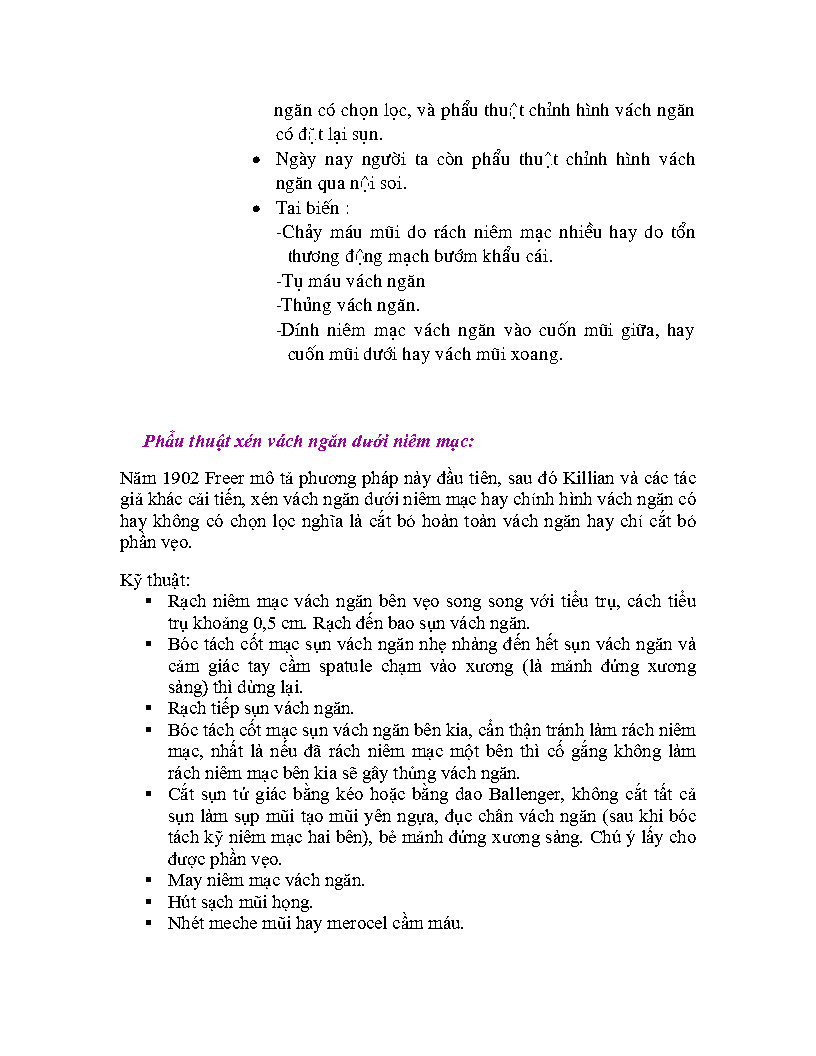 ngăn có chọn lọc, và phẩu thuột chỉnh hình vách ngăn
có đặt lại sụn.
• Ngày nay người ta còn phẩu thuột chỉnh hình vách
ngăn qua nội soi.
• Tai biến :
-Chảy máu mũi do rách niêm mạc nhiều hay do tổn
thương động mạch bướm khẩu cái.
-Tụ máu vách ngăn
-Thủng vách ngăn.
-Dính niêm mạc vách ngăn vào cuốn mũi giữa, hay
cuốn mũi dưới hay vách mũi xoang.
Phẩu thuật xén vách ngăn dưới niêm mạc:
Năm 1902 Freer mô tả phương pháp này đầu tiên, sau đó Killian và các tác
giả khác cải tiến, xén vách ngăn dưới niêm mạc hay chỉnh hình vách ngăn có
hay không có chọn lọc nghĩa là cắt bỏ hoàn toàn vách ngăn hay chỉ cắt bỏ
phần vẹo.
Kỹ thuật:
▪ Rạch niêm mạc vách ngăn bên vẹo song song với tiểu trụ, cách tiểu
trụ khoảng 0,5 cm. Rạch đến bao sụn vách ngăn.
▪ Bóc tách cốt mạc sụn vách ngăn nhẹ nhàng đến hết sụn vách ngăn và
cảm giác tay cầm spatule chạm vào xương (là mảnh đứng xương
sàng) thì dừng lại.
▪ Rạch tiếp sụn vách ngăn.
▪ Bóc tách cốt mạc sụn vách ngăn bên kia, cẩn thận tránh làm rách niêm
mạc, nhất là nếu đã rách niêm mạc một bên thì cố gắng không làm
rách niêm mạc bên kia sẽ gây thủng vách ngăn.
▪ Cắt sụn tứ giác bằng kéo hoặc bằng dao Ballenger, không cắt tất cả
sụn làm sụp mũi tạo mũi yên ngựa, đục chân vách ngăn (sau khi bóc
tách kỹ niêm mạc hai bên), bẻ mảnh đứng xương sàng. Chú ý lấy cho
được phần vẹo.
▪ May niêm mạc vách ngăn.
▪ Hút sạch mũi họng.
▪ Nhét meche mũi hay merocel cầm máu.